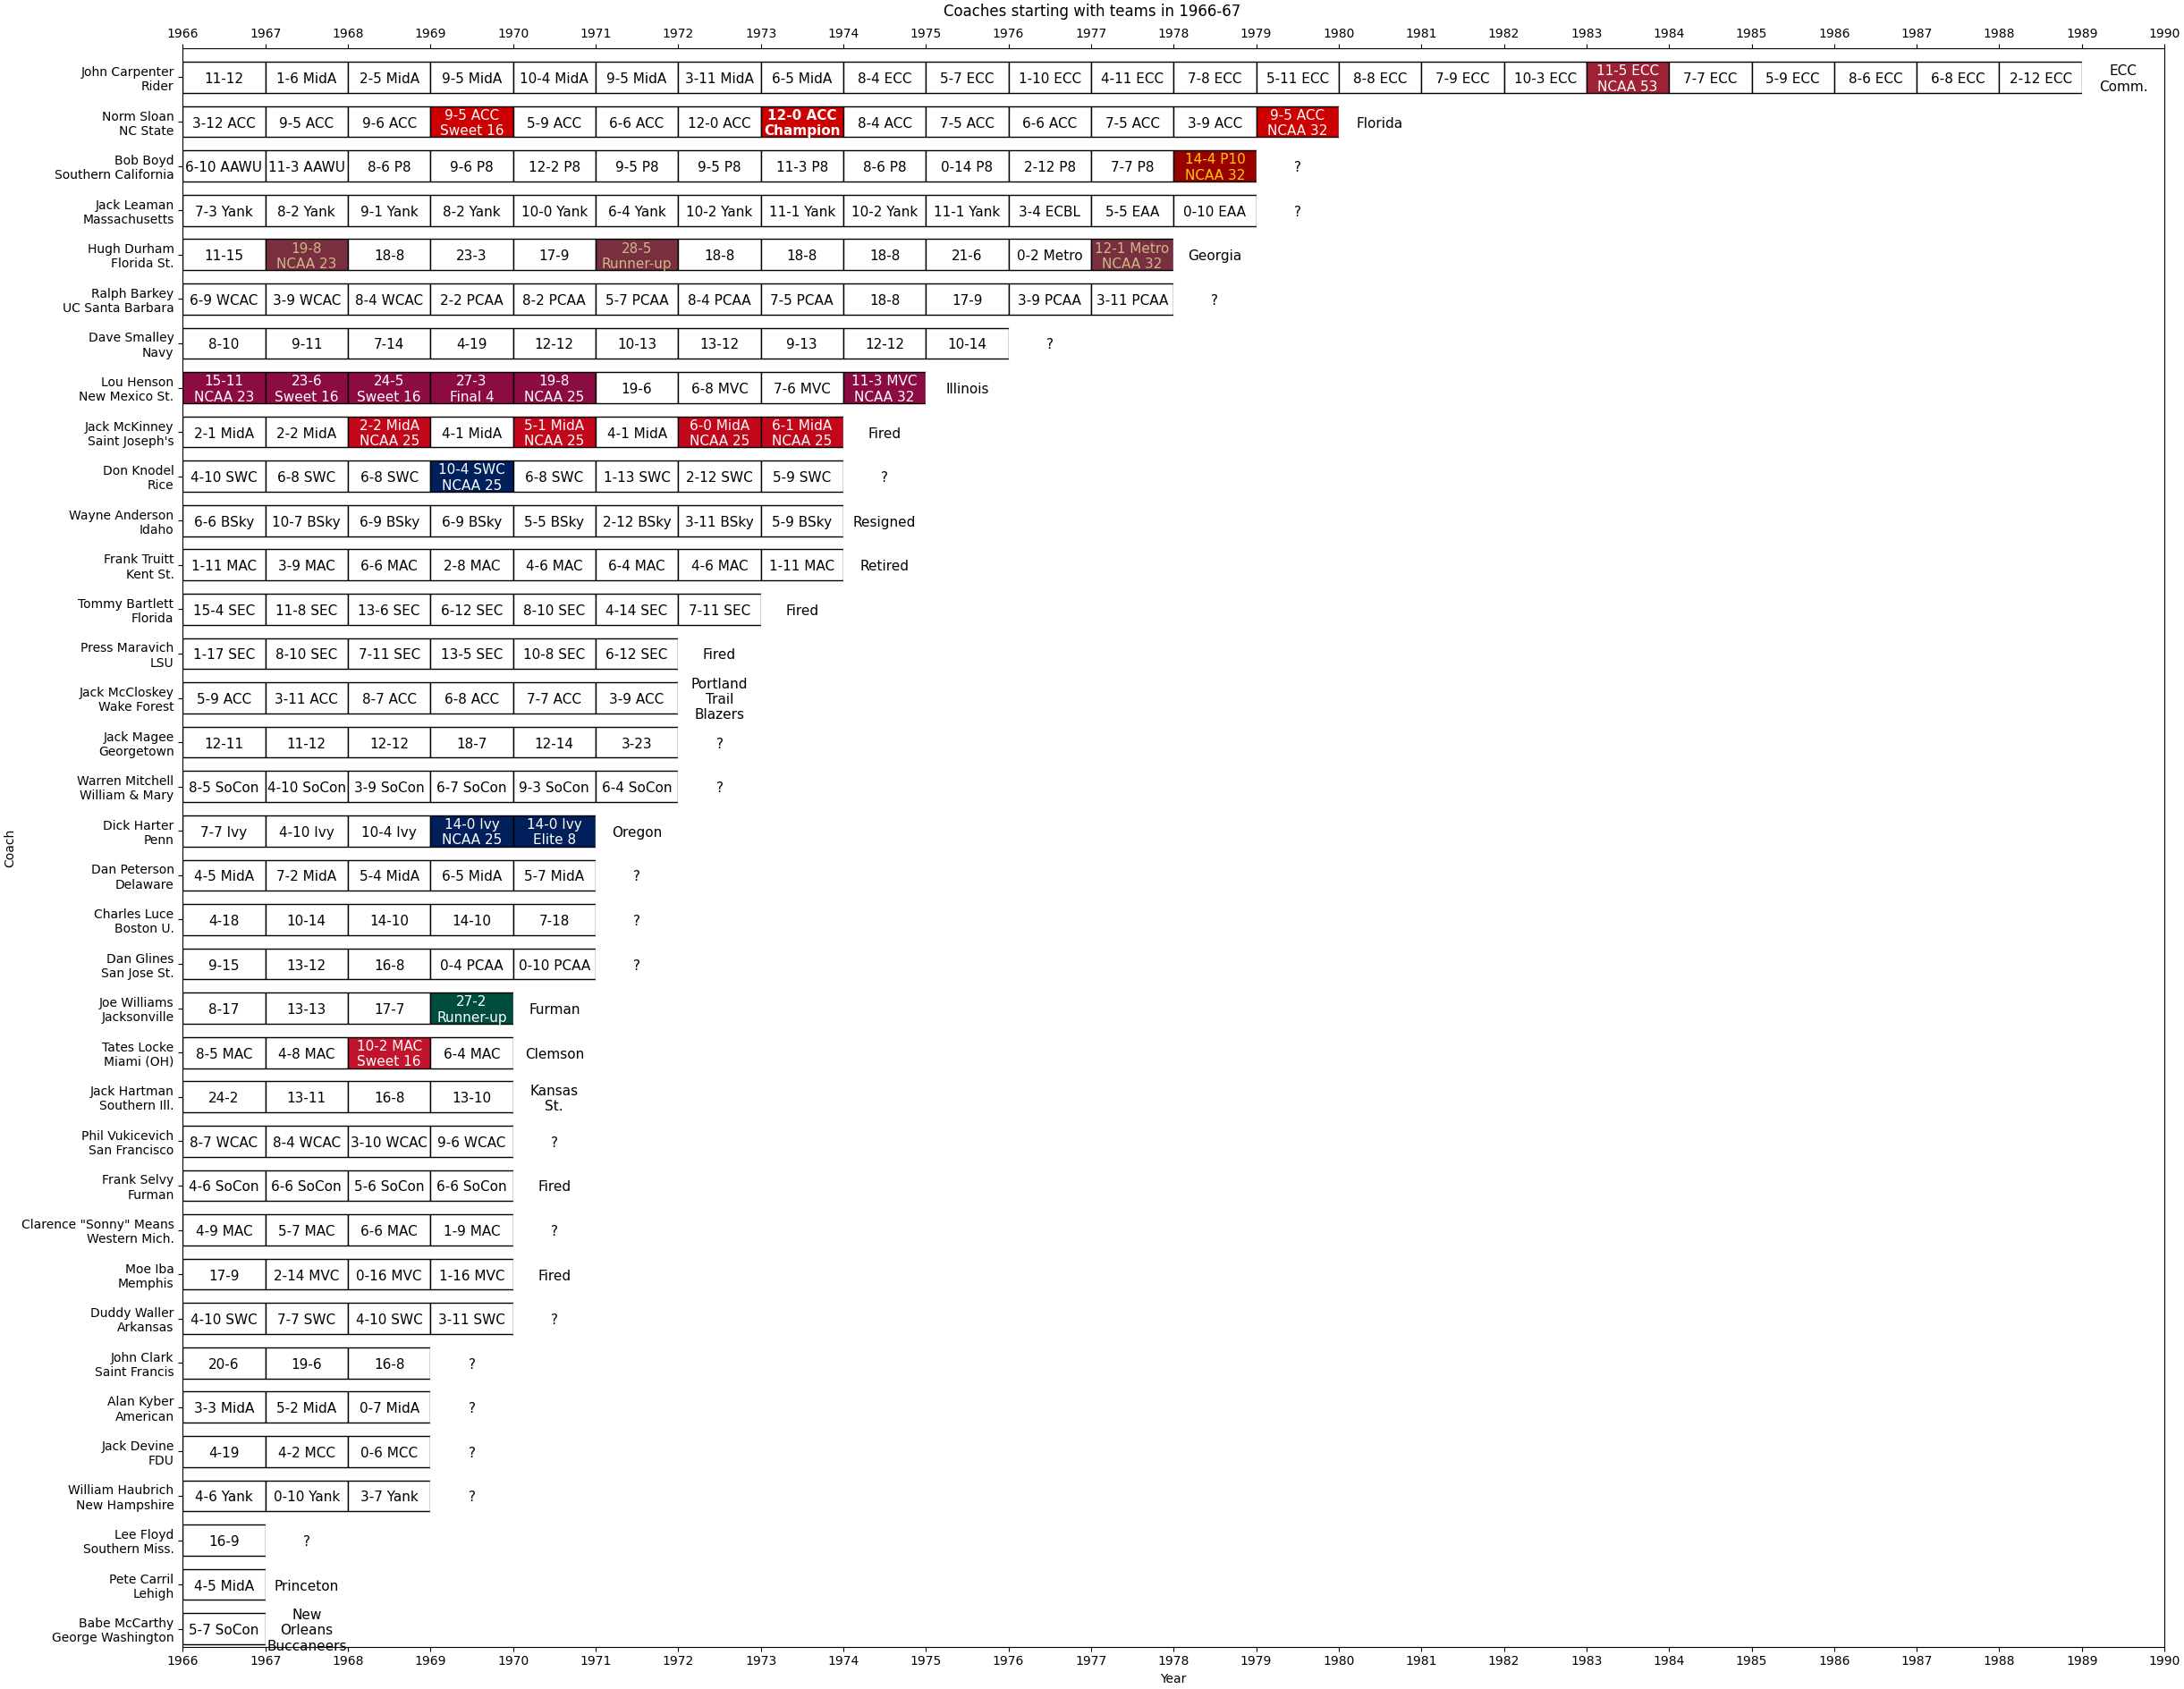 Coaches starting with teams in 1966-67
1966 1967 1968 1969 1970 1971 1972 1973 1974 1975 1976 1977 1978 1979 1980 1981 1982 1983 1984 1985 1986 1987 1988 1989 1990
John Carpenter
Rider
11-12 1-6 MidA 2-5 MidA 9-5 MidA 10-4 MidA 9-5 MidA 3-11 MidA 6-5 MidA 8-4 ECC 5-7 ECC 1-10 ECC 4-11 ECC 7-8 ECC 5-11 ECC 8-8 ECC 7-9 ECC 10-3 ECC 11-5 ECC NCAA 53 7-7 ECC 5-9 ECC 8-6 ECC 6-8 ECC 2-12 ECC ECC Comm.
Norm Sloan
NC State
3-12 ACC 9-5 ACC 9-6 ACC 9-5 ACC Sweet 16 5-9 ACC 6-6 ACC 12-0 ACC 12-0 ACC Champion 8-4 ACC 7-5 ACC 6-6 ACC 7-5 ACC 3-9 ACC 9-5 ACC NCAA 32 Florida
Bob Boyd
Southern California
6-10 AAWU 11-3 AAWU 8-6 P8 9-6 P8 12-2 P8 9-5 P8 9-5 P8 11-3 P8 8-6 P8 0-14 P8 2-12 P8 7-7 P8 14-4 P10 NCAA 32 ?
Jack Leaman
Massachusetts
7-3 Yank 8-2 Yank 9-1 Yank 8-2 Yank 10-0 Yank 6-4 Yank 10-2 Yank 11-1 Yank 10-2 Yank 11-1 Yank 3-4 ECBL 5-5 EAA 0-10 EAA ?
Hugh Durham
Florida St.
11-15 19-8 NCAA 23 18-8 23-3 17-9 28-5 Runner-up 18-8 18-8 18-8 21-6 0-2 Metro 12-1 Metro NCAA 32 Georgia
Ralph Barkey
UC Santa Barbara
6-9 WCAC 3-9 WCAC 8-4 WCAC 2-2 PCAA 8-2 PCAA 5-7 PCAA 8-4 PCAA 7-5 PCAA 18-8 17-9 3-9 PCAA 3-11 PCAA ?
Dave Smalley
Navy
8-10 9-11 7-14 4-19 12-12 10-13 13-12 9-13 12-12 10-14 ?
Lou Henson
New Mexico St.
15-11 NCAA 23 23-6 Sweet 16 24-5 Sweet 16 27-3 Final 4 19-8 NCAA 25 19-6 6-8 MVC 7-6 MVC 11-3 MVC NCAA 32 Illinois
Jack McKinney
Saint Joseph's
2-1 MidA 2-2 MidA 2-2 MidA NCAA 25 4-1 MidA 5-1 MidA NCAA 25 4-1 MidA 6-0 MidA NCAA 25 6-1 MidA NCAA 25 Fired
Don Knodel
Rice
4-10 SWC 6-8 SWC 6-8 SWC 10-4 SWC NCAA 25 6-8 SWC 1-13 SWC 2-12 SWC 5-9 SWC ?
Wayne Anderson
Idaho
6-6 BSky 10-7 BSky 6-9 BSky 6-9 BSky 5-5 BSky 2-12 BSky 3-11 BSky 5-9 BSky Resigned
Frank Truitt
Kent St.
1-11 MAC 3-9 MAC 6-6 MAC 2-8 MAC 4-6 MAC 6-4 MAC 4-6 MAC 1-11 MAC Retired
Tommy Bartlett
Florida
15-4 SEC 11-8 SEC 13-6 SEC 6-12 SEC 8-10 SEC 4-14 SEC 7-11 SEC Fired
Press Maravich
LSU
1-17 SEC 8-10 SEC 7-11 SEC 13-5 SEC 10-8 SEC 6-12 SEC Fired
Jack McCloskey
Wake Forest
5-9 ACC 3-11 ACC 8-7 ACC 6-8 ACC 7-7 ACC 3-9 ACC Portland Trail Blazers
Jack Magee
Georgetown
12-11 11-12 12-12 18-7 12-14 3-23 ?
Warren Mitchell
William & Mary
8-5 SoCon 4-10 SoCon 3-9 SoCon 6-7 SoCon 9-3 SoCon 6-4 SoCon ?
Dick Harter
Penn
7-7 Ivy 4-10 Ivy 10-4 Ivy 14-0 Ivy NCAA 25 14-0 Ivy Elite 8 Oregon
Dan Peterson
Delaware
4-5 MidA 7-2 MidA 5-4 MidA 6-5 MidA 5-7 MidA ?
Charles Luce
Boston U.
4-18 10-14 14-10 14-10 7-18 ?
Dan Glines
San Jose St.
9-15 13-12 16-8 0-4 PCAA 0-10 PCAA ?
Joe Williams
Jacksonville
8-17 13-13 17-7 27-2 Runner-up Furman
Tates Locke
Miami (OH)
8-5 MAC 4-8 MAC 10-2 MAC Sweet 16 6-4 MAC Clemson
Jack Hartman
Southern Ill.
24-2 13-11 16-8 13-10 Kansas St.
Phil Vukicevich
San Francisco
8-7 WCAC 8-4 WCAC 3-10 WCAC 9-6 WCAC ?
Frank Selvy
Furman
4-6 SoCon 6-6 SoCon 5-6 SoCon 6-6 SoCon Fired
Clarence "Sonny" Means
Western Mich.
4-9 MAC 5-7 MAC 6-6 MAC 1-9 MAC ?
Moe Iba
Memphis
17-9 2-14 MVC 0-16 MVC 1-16 MVC Fired
Duddy Waller
Arkansas
4-10 SWC 7-7 SWC 4-10 SWC 3-11 SWC ?
John Clark
Saint Francis
20-6 19-6 16-8 ?
Alan Kyber
American
3-3 MidA 5-2 MidA 0-7 MidA ?
Jack Devine
FDU
4-19 4-2 MCC 0-6 MCC ?
William Haubrich
New Hampshire
4-6 Yank 0-10 Yank 3-7 Yank ?
Lee Floyd
Southern Miss.
16-9 ?
Pete Carril
Lehigh
4-5 MidA Princeton
Babe McCarthy
George Washington
5-7 SoCon New Orleans Buccaneers
1966 1967 1968 1969 1970 1971 1972 1973 1974 1975 1976 1977 1978 1979 1980 1981 1982 1983 1984 1985 1986 1987 1988 1989 1990
Year
Coach